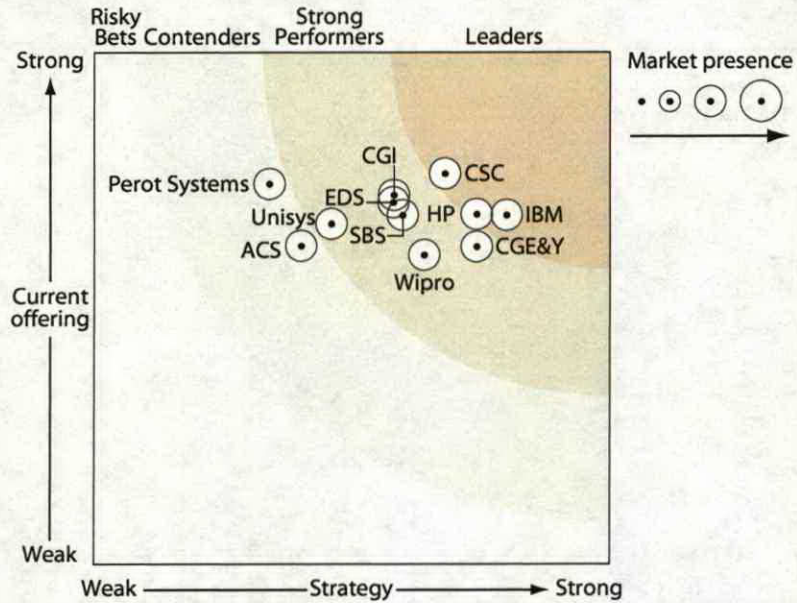 Risky
Bets
Contenders
Strong
Performers
Leaders
Strong
Market presence
CGI
CSC
Perot Systems
EDS
HP
IBM
Unisys
SBS
ACS
CGE&Y
Wipro
Current
offering
Weak
Weak
Strategy
Strong